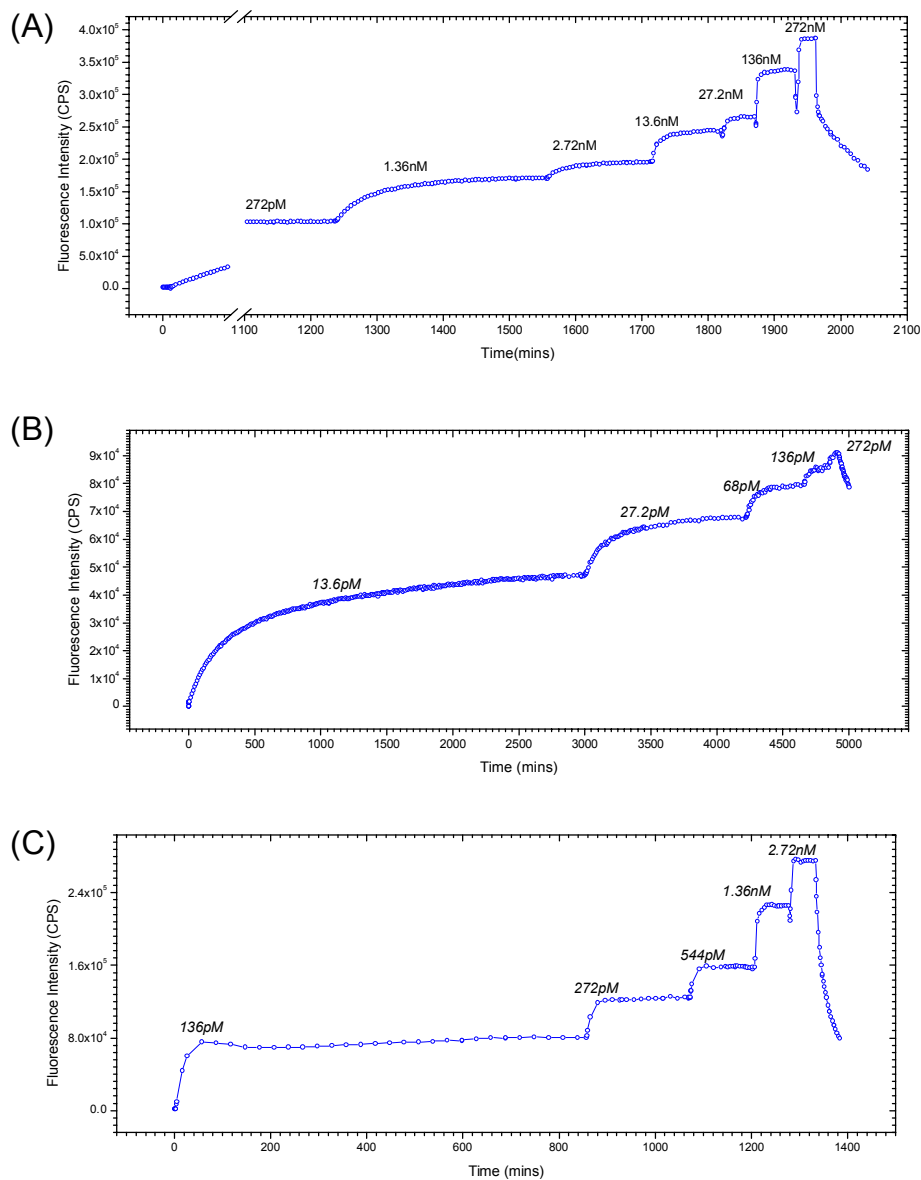 (A)
Fluorescence Intensity (CPS)
4.0x10⁵
3.5x10⁵
3.0x10⁵
2.5x10⁵
2.0x10⁵
1.5x10⁵
1.0x10⁵
5.0x10⁴
0.0
272pM
1.36nM
2.72nM
13.6nM
27.2nM
136nM
272nM
0 1100 1200 1300 1400 1500 1600 1700 1800 1900 2000 2100
Time(mins)
(B)
Fluorescence Intensity (CPS)
9x10⁴
8x10⁴
7x10⁴
6x10⁴
5x10⁴
4x10⁴
3x10⁴
2x10⁴
1x10⁴
0
13.6pM
27.2pM
68pM
136pM
272pM
0 500 1000 1500 2000 2500 3000 3500 4000 4500 5000
Time (mins)
(C)
Fluorescence Intensity (CPS)
2.4x10⁵
1.6x10⁵
8.0x10⁴
0.0
136pM
272pM
544pM
1.36nM
2.72nM
0 200 400 600 800 1000 1200 1400
Time (mins)